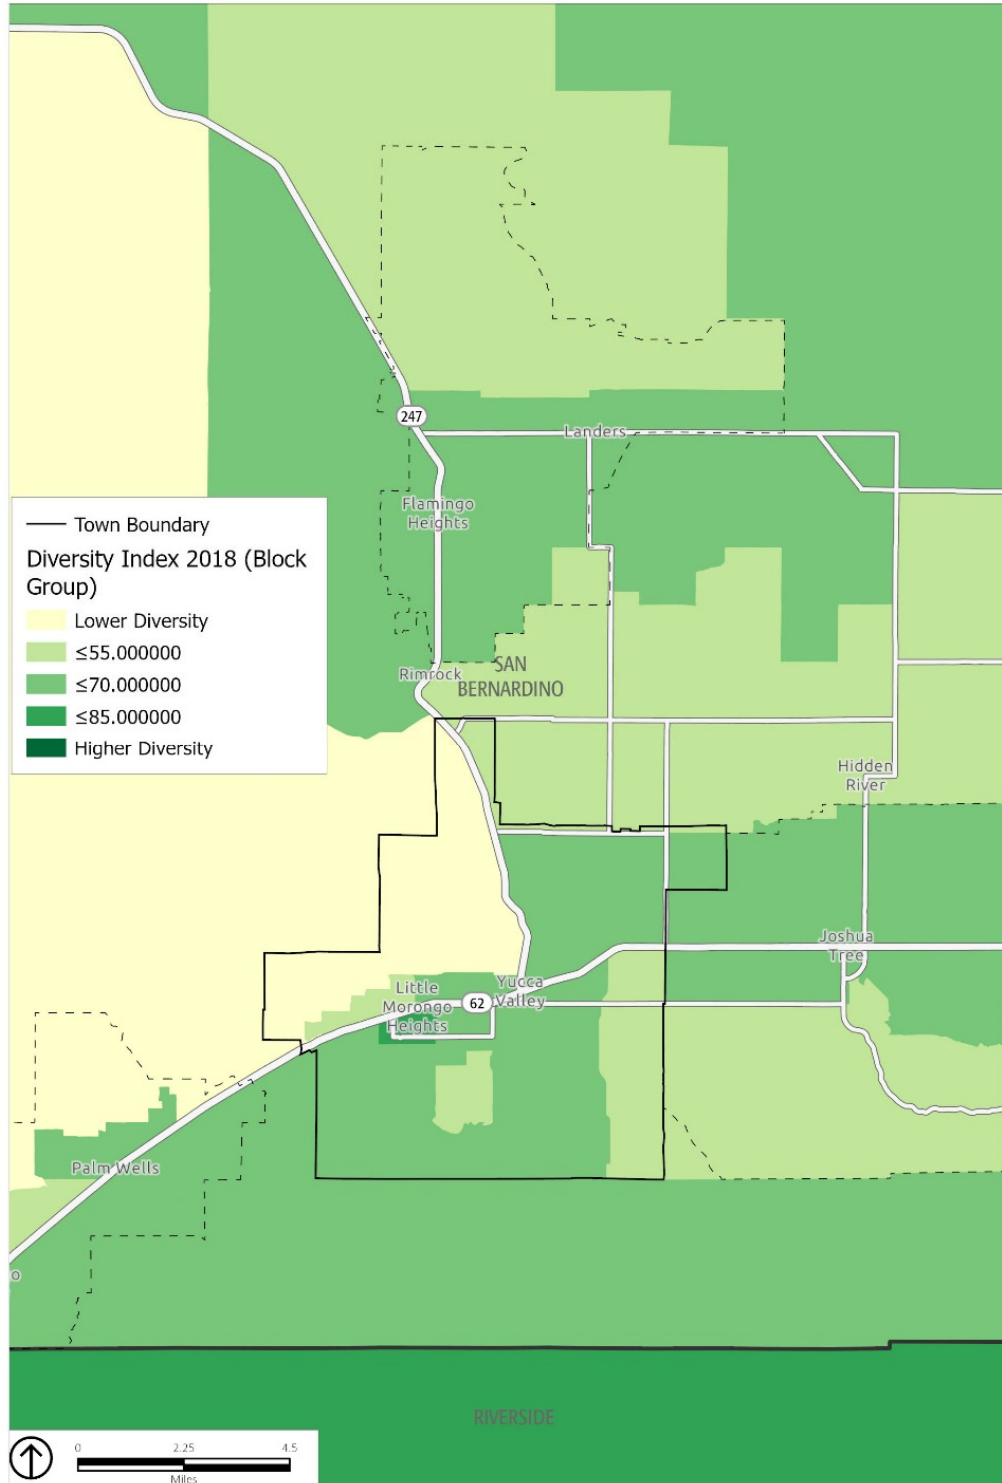 247
Landers
Flamingo
Heights
Town Boundary
Diversity Index 2018 (Block
Group)
Lower Diversity
≤55.000000
≤70.000000
≤85.000000
Higher Diversity
Rimrock
SAN
BERNARDINO
Hidden
River
Joshua
Tree
Little
Morongo
Heights
62
Yucca
Valley
Palm Wells
o
RIVERSIDE
0 2.25 4.5
Miles